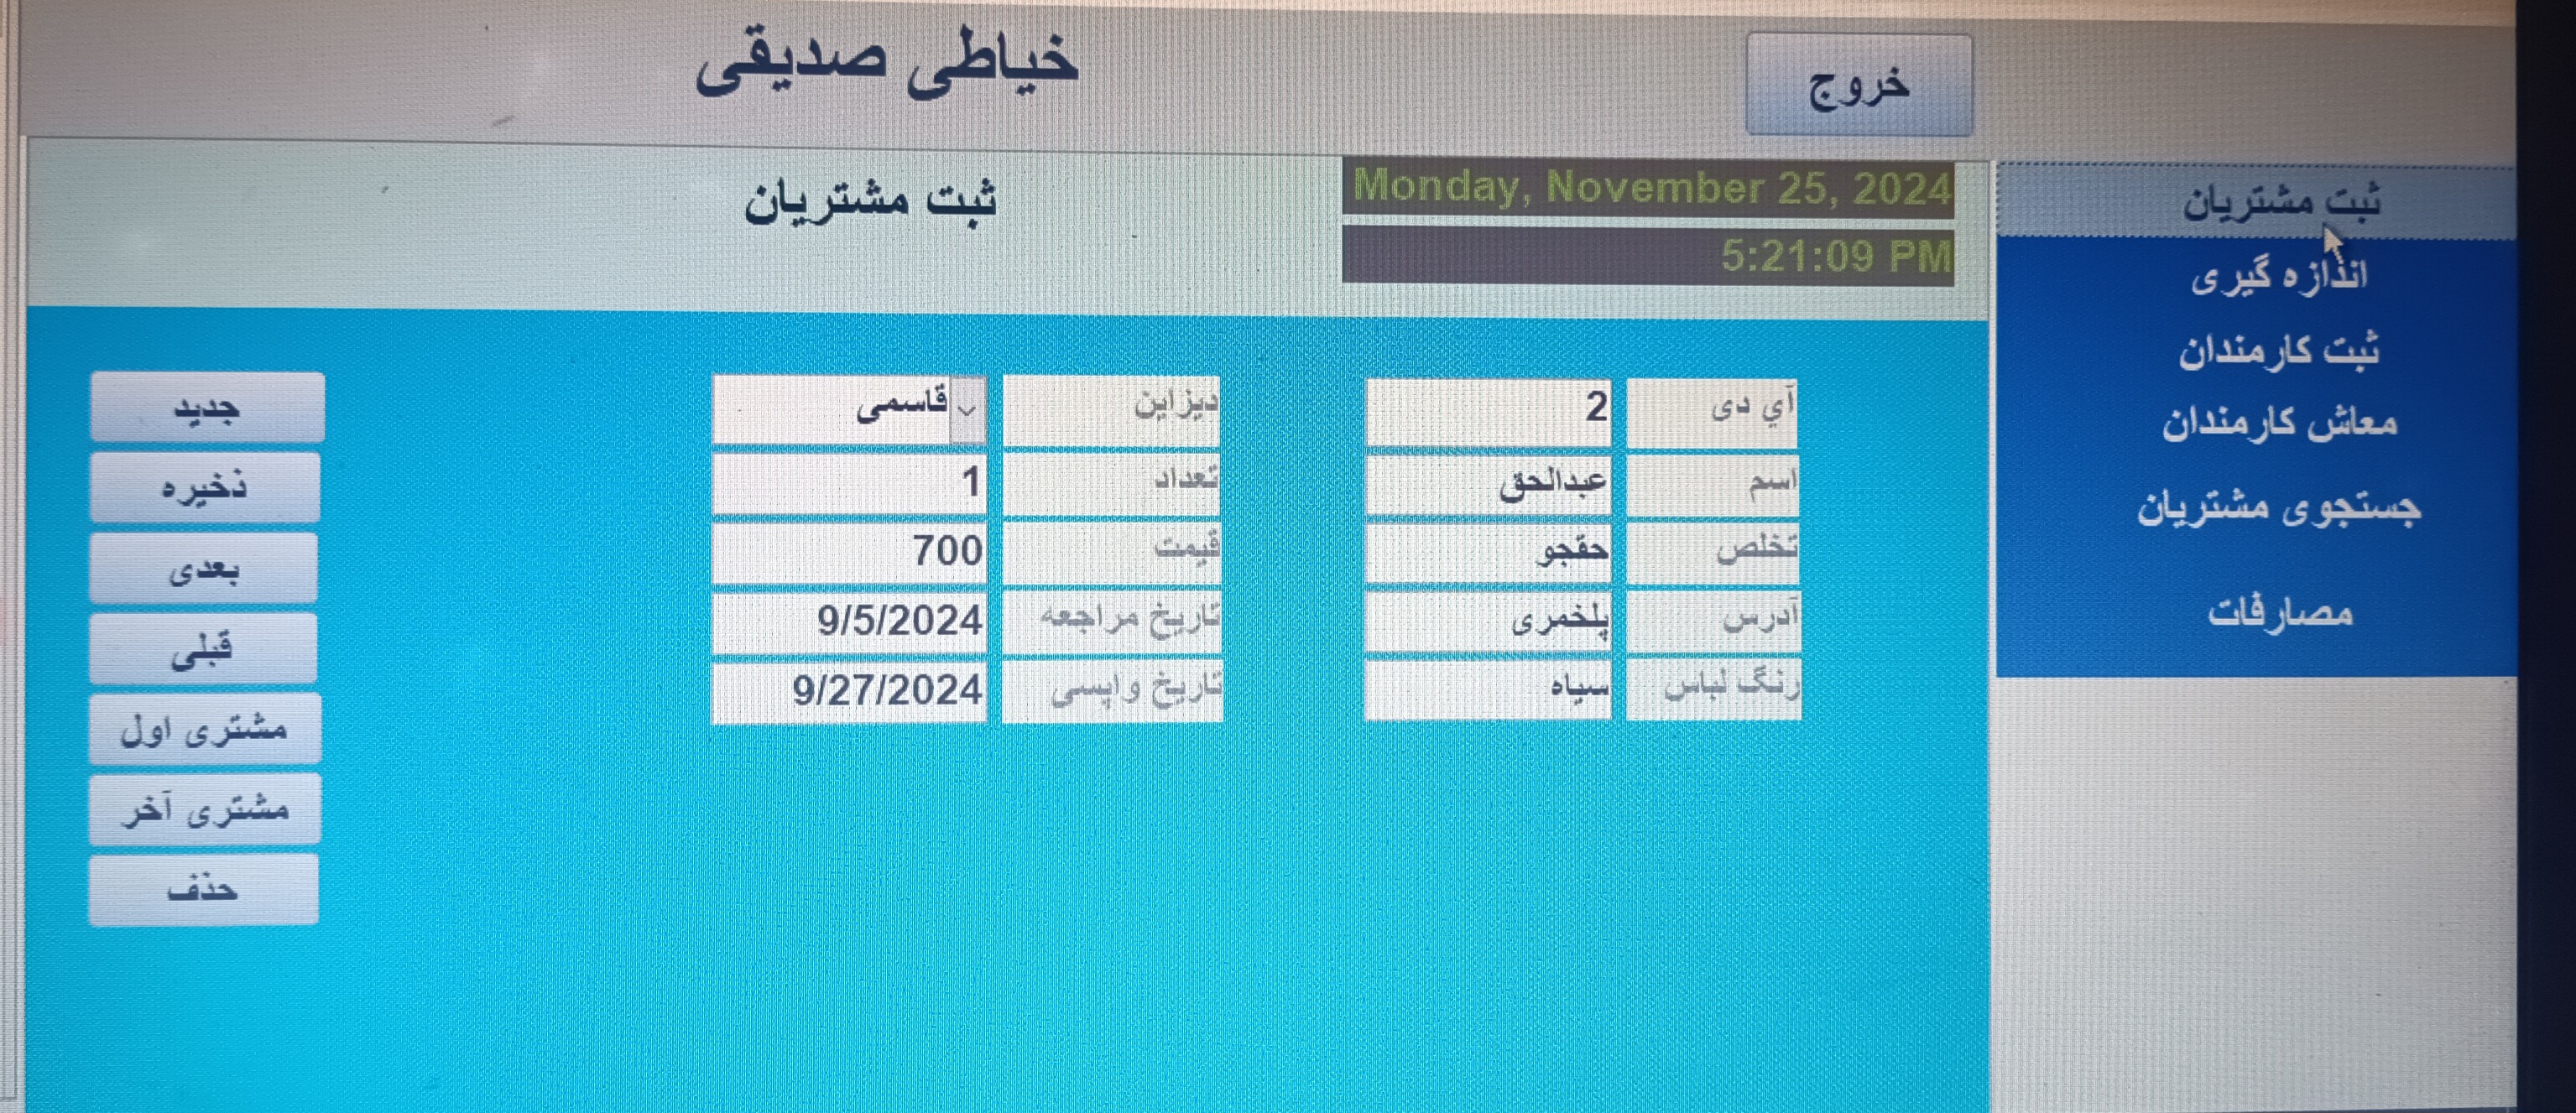 خیاطی صدیقی
خروج
ثبت مشتریان
Monday, November 25, 2024
5:21:09 PM
ثبت مشتریان
اندازه گیری
ثبت کارمندان
معاش کارمندان
جستجوی مشتریان
مصارفات
آي دی 2
اسم عبدالحق
تخلص حقجو
آدرس پلخمری
رنگ لباس سیاه
دیزاین قاسمی
تعداد 1
قیمت 700
تاریخ مراجعه 9/5/2024
تاریخ واپسی 9/27/2024
جدید
ذخیره
بعدی
قبلی
مشتری اول
مشتری آخر
حذف